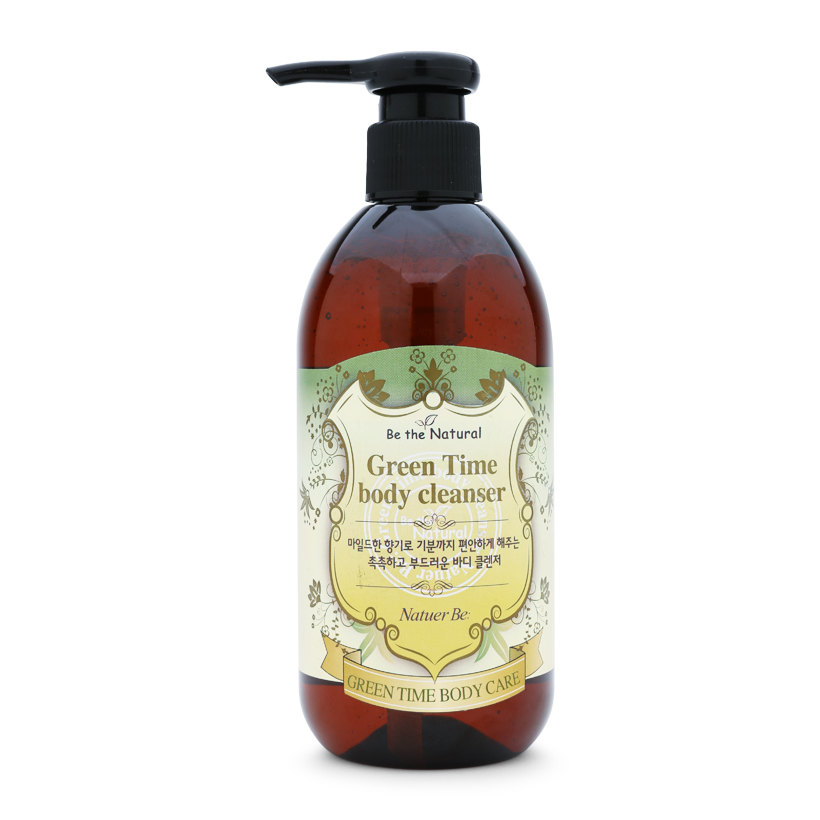 Be the Natural
Green Time
body cleanser
마일드한 향기로 기분까지 편안하게 해주는
촉촉하고 부드러운 바디 클렌저
Natuer Be
GREEN TIME BODY CARE